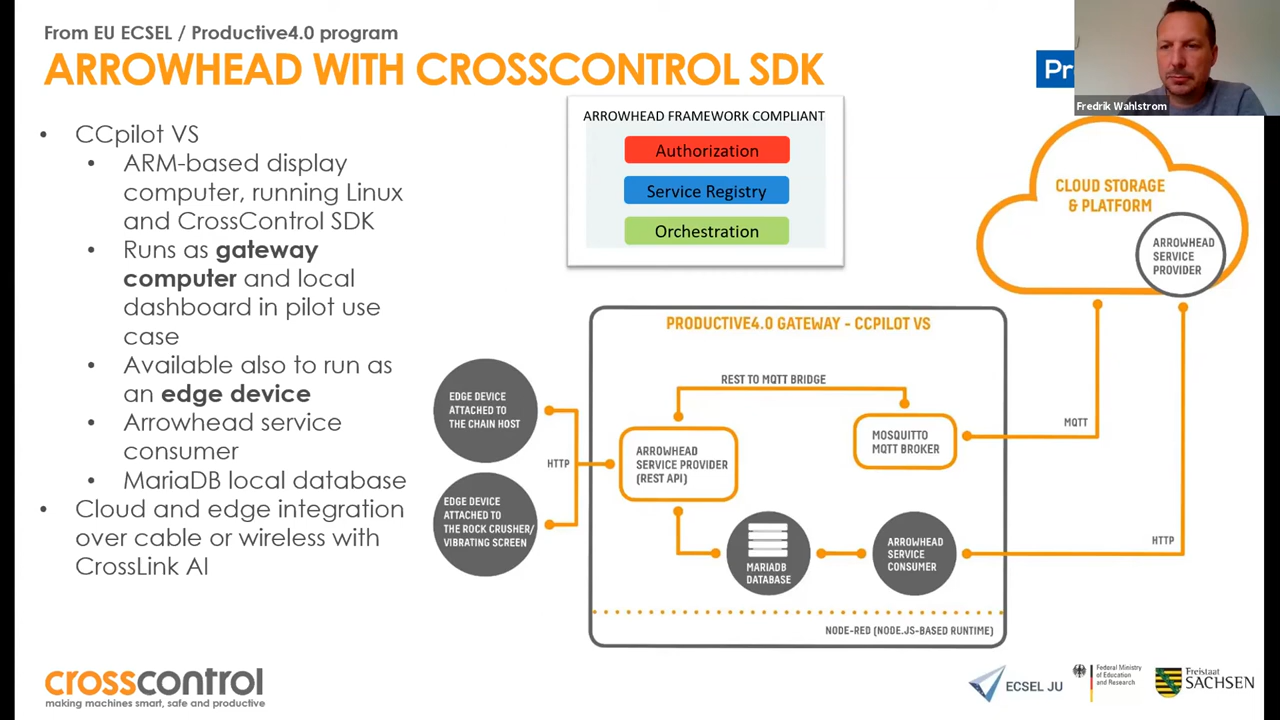 From EU ECSEL / Productive4.0 program
ARROWHEAD WITH CROSSCONTROL SDK
Pr
Fredrik Wahlstrom
• CCpilot VS
• ARM-based display
computer, running Linux
and CrossControl SDK
• Runs as gateway
computer and local
dashboard in pilot use
case
• Available also to run as
an edge device
• Arrowhead service
consumer
• MariaDB local database
• Cloud and edge integration
over cable or wireless with
CrossLink AI
ARROWHEAD FRAMEWORK COMPLIANT
Authorization
Service Registry
Orchestration
CLOUD STORAGE
& PLATFORM
ARROWHEAD
SERVICE
PROVIDER
PRODUCTIVE4.0 GATEWAY - CCPILOT VS
REST TO MQTT BRIDGE
EDGE DEVICE
ATTACHED TO
THE CHAIN HOST
HTTP
EDGE DEVICE
ATTACHED TO
THE ROCK CRUSHER/
VIBRATING SCREEN
ARROWHEAD
SERVICE PROVIDER
(REST API)
MOSQUITTO
MQTT BROKER
MQTT
MARIADB
DATABASE
ARROWHEAD
SERVICE
CONSUMER
HTTP
NODE-RED (NODE.JS-BASED RUNTIME)
crosscontrol
making machines smart, safe and productive
ECSEL JU
Federal Ministry
of Education
and Research
Freistaat
SACHSEN